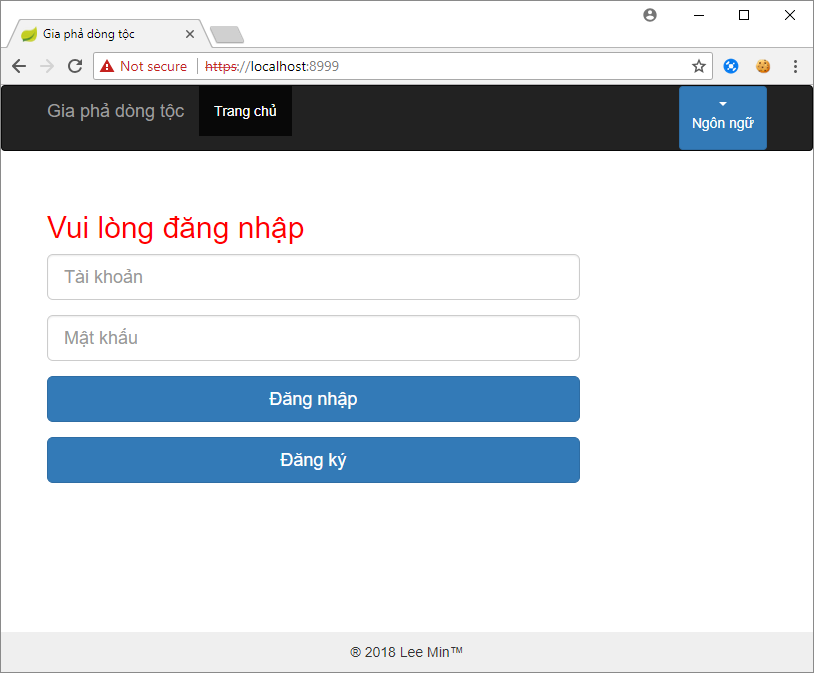 Gia phả dòng tộc
Not secure https://localhost:8999
Gia phả dòng tộc Trang chủ Ngôn ngữ
Vui lòng đăng nhập
Tài khoản
Mật khẩu
Đăng nhập
Đăng ký
® 2018 Lee Min™